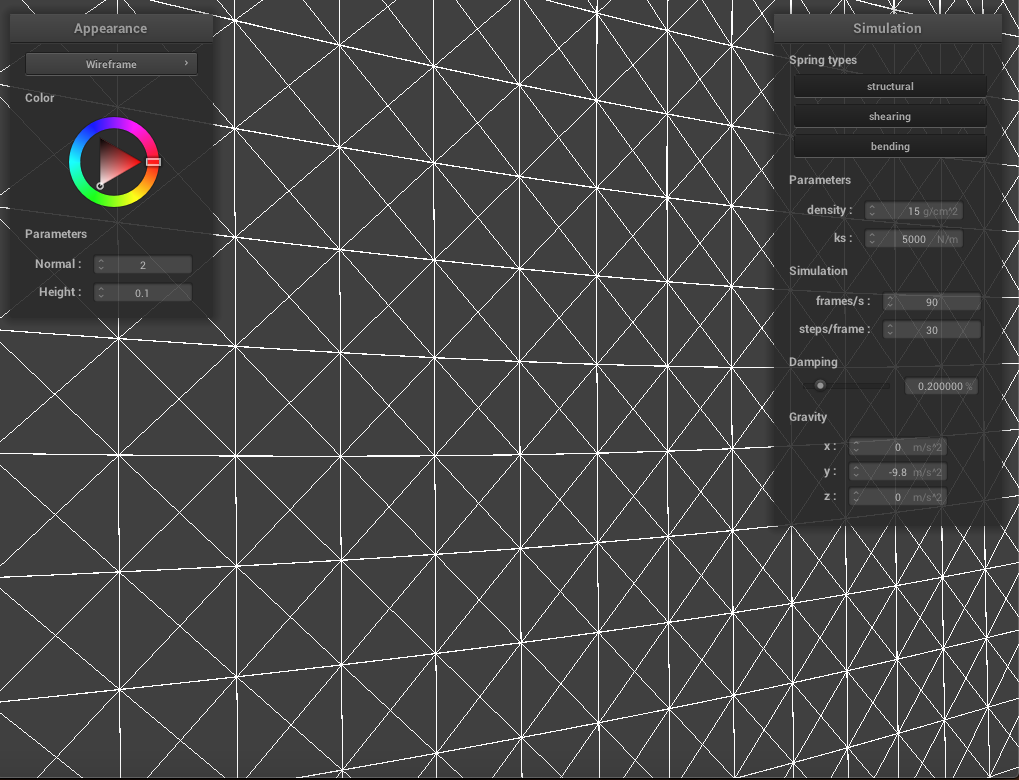 Appearance
Wireframe ›
Color
Parameters
Normal : 2
Height : 0.1
Simulation
Spring types
structural
shearing
bending
Parameters
density : 15 g/cm^2
ks : 5000 N/m
Simulation
frames/s : 90
steps/frame : 30
Damping
0.200000 %
Gravity
x : 0 m/s^2
y : -9.8 m/s^2
z : 0 m/s^2